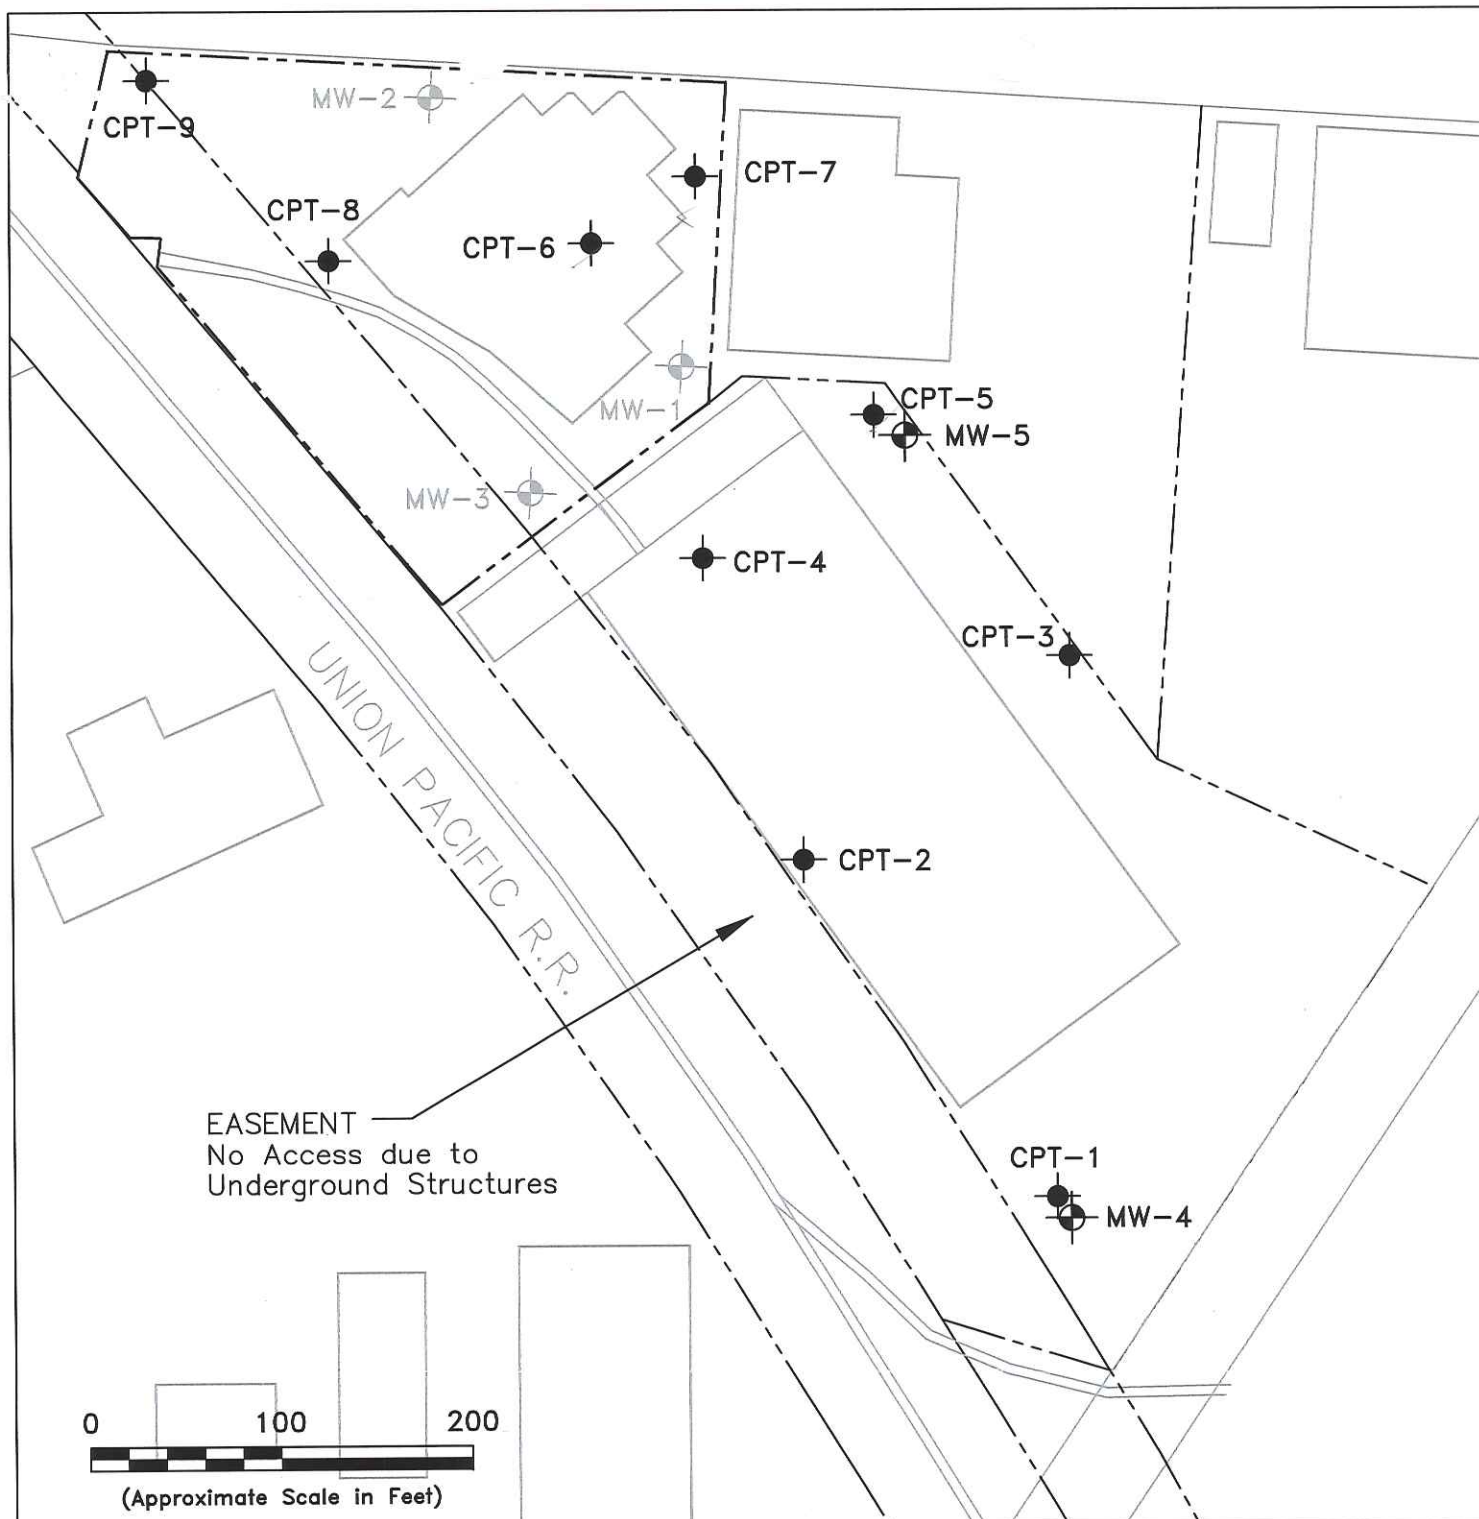 MW-2
CPT-9
CPT-7
CPT-8
CPT-6
CPT-5
MW-1
MW-5
MW-3
CPT-4
CPT-3
UNION PACIFIC R.R.
CPT-2
EASEMENT
No Access due to
Underground Structures
CPT-1
MW-4
0 100 200
(Approximate Scale in Feet)